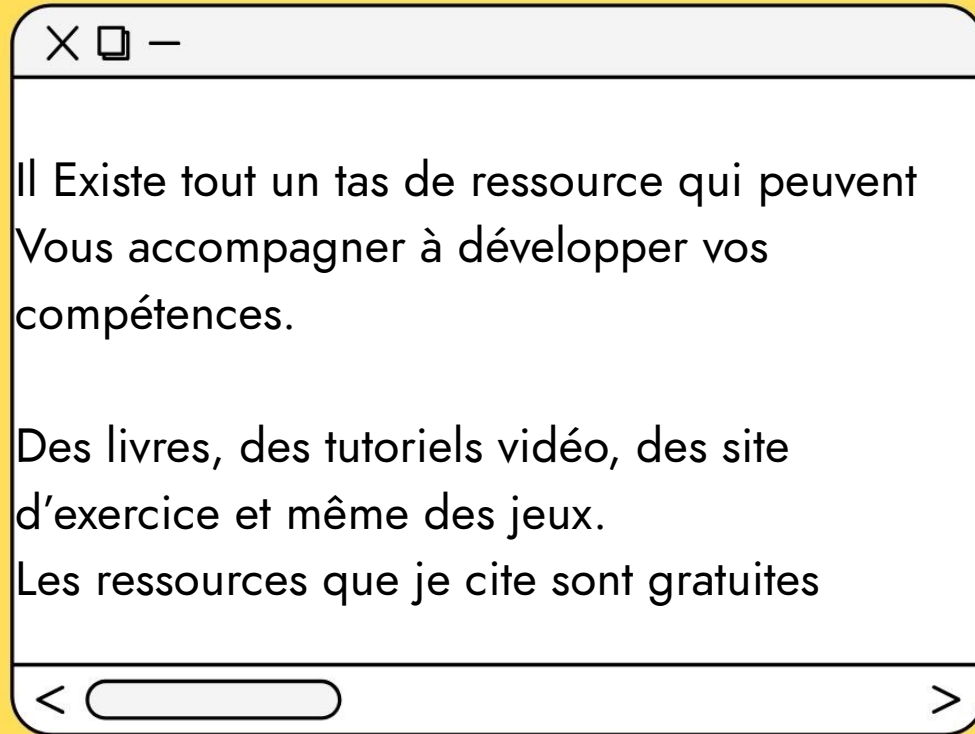 Il Existe tout un tas de ressource qui peuvent
Vous accompagner à développer vos
compétences.
Des livres, des tutoriels vidéo, des site
d’exercice et même des jeux.
Les ressources que je cite sont gratuites